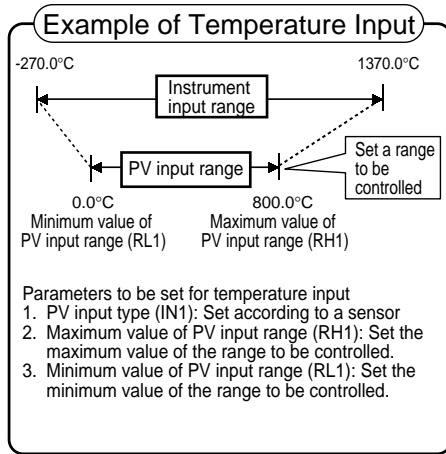 Example of Temperature Input
-270.0°C 1370.0°C
Instrument
input range
PV input range
Set a range
to be
controlled
0.0°C 800.0°C
Minimum value of Maximum value of
PV input range (RL1) PV input range (RH1)
Parameters to be set for temperature input
1. PV input type (IN1): Set according to a sensor
2. Maximum value of PV input range (RH1): Set the
maximum value of the range to be controlled.
3. Minimum value of PV input range (RL1): Set the
minimum value of the range to be controlled.